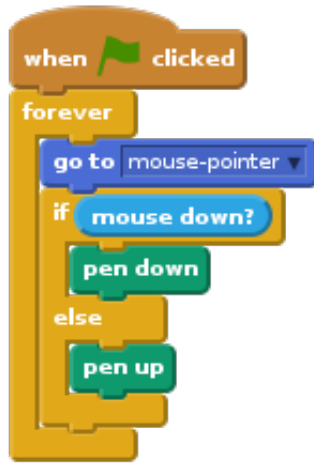 when clicked
forever
go to mouse-pointer
if mouse down?
pen down
else
pen up